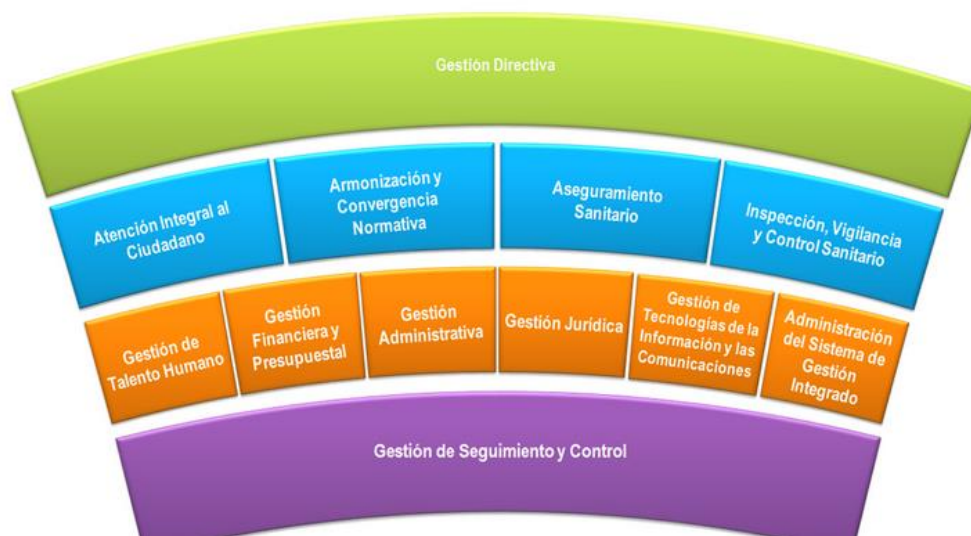 Gestión Directiva
Atención Integral al
Ciudadano
Armonización y
Convergencia
Normativa
Aseguramiento
Sanitario
Inspección, Vigilancia
y Control Sanitario
Gestión de
Talento Humano
Gestión
Financiera y
Presupuestal
Gestión
Administrativa
Gestión Jurídica
Gestión de
Tecnologías de la
Información y las
Comunicaciones
Administración
del Sistema de
Gestión
Integrado
Gestión de Seguimiento y Control